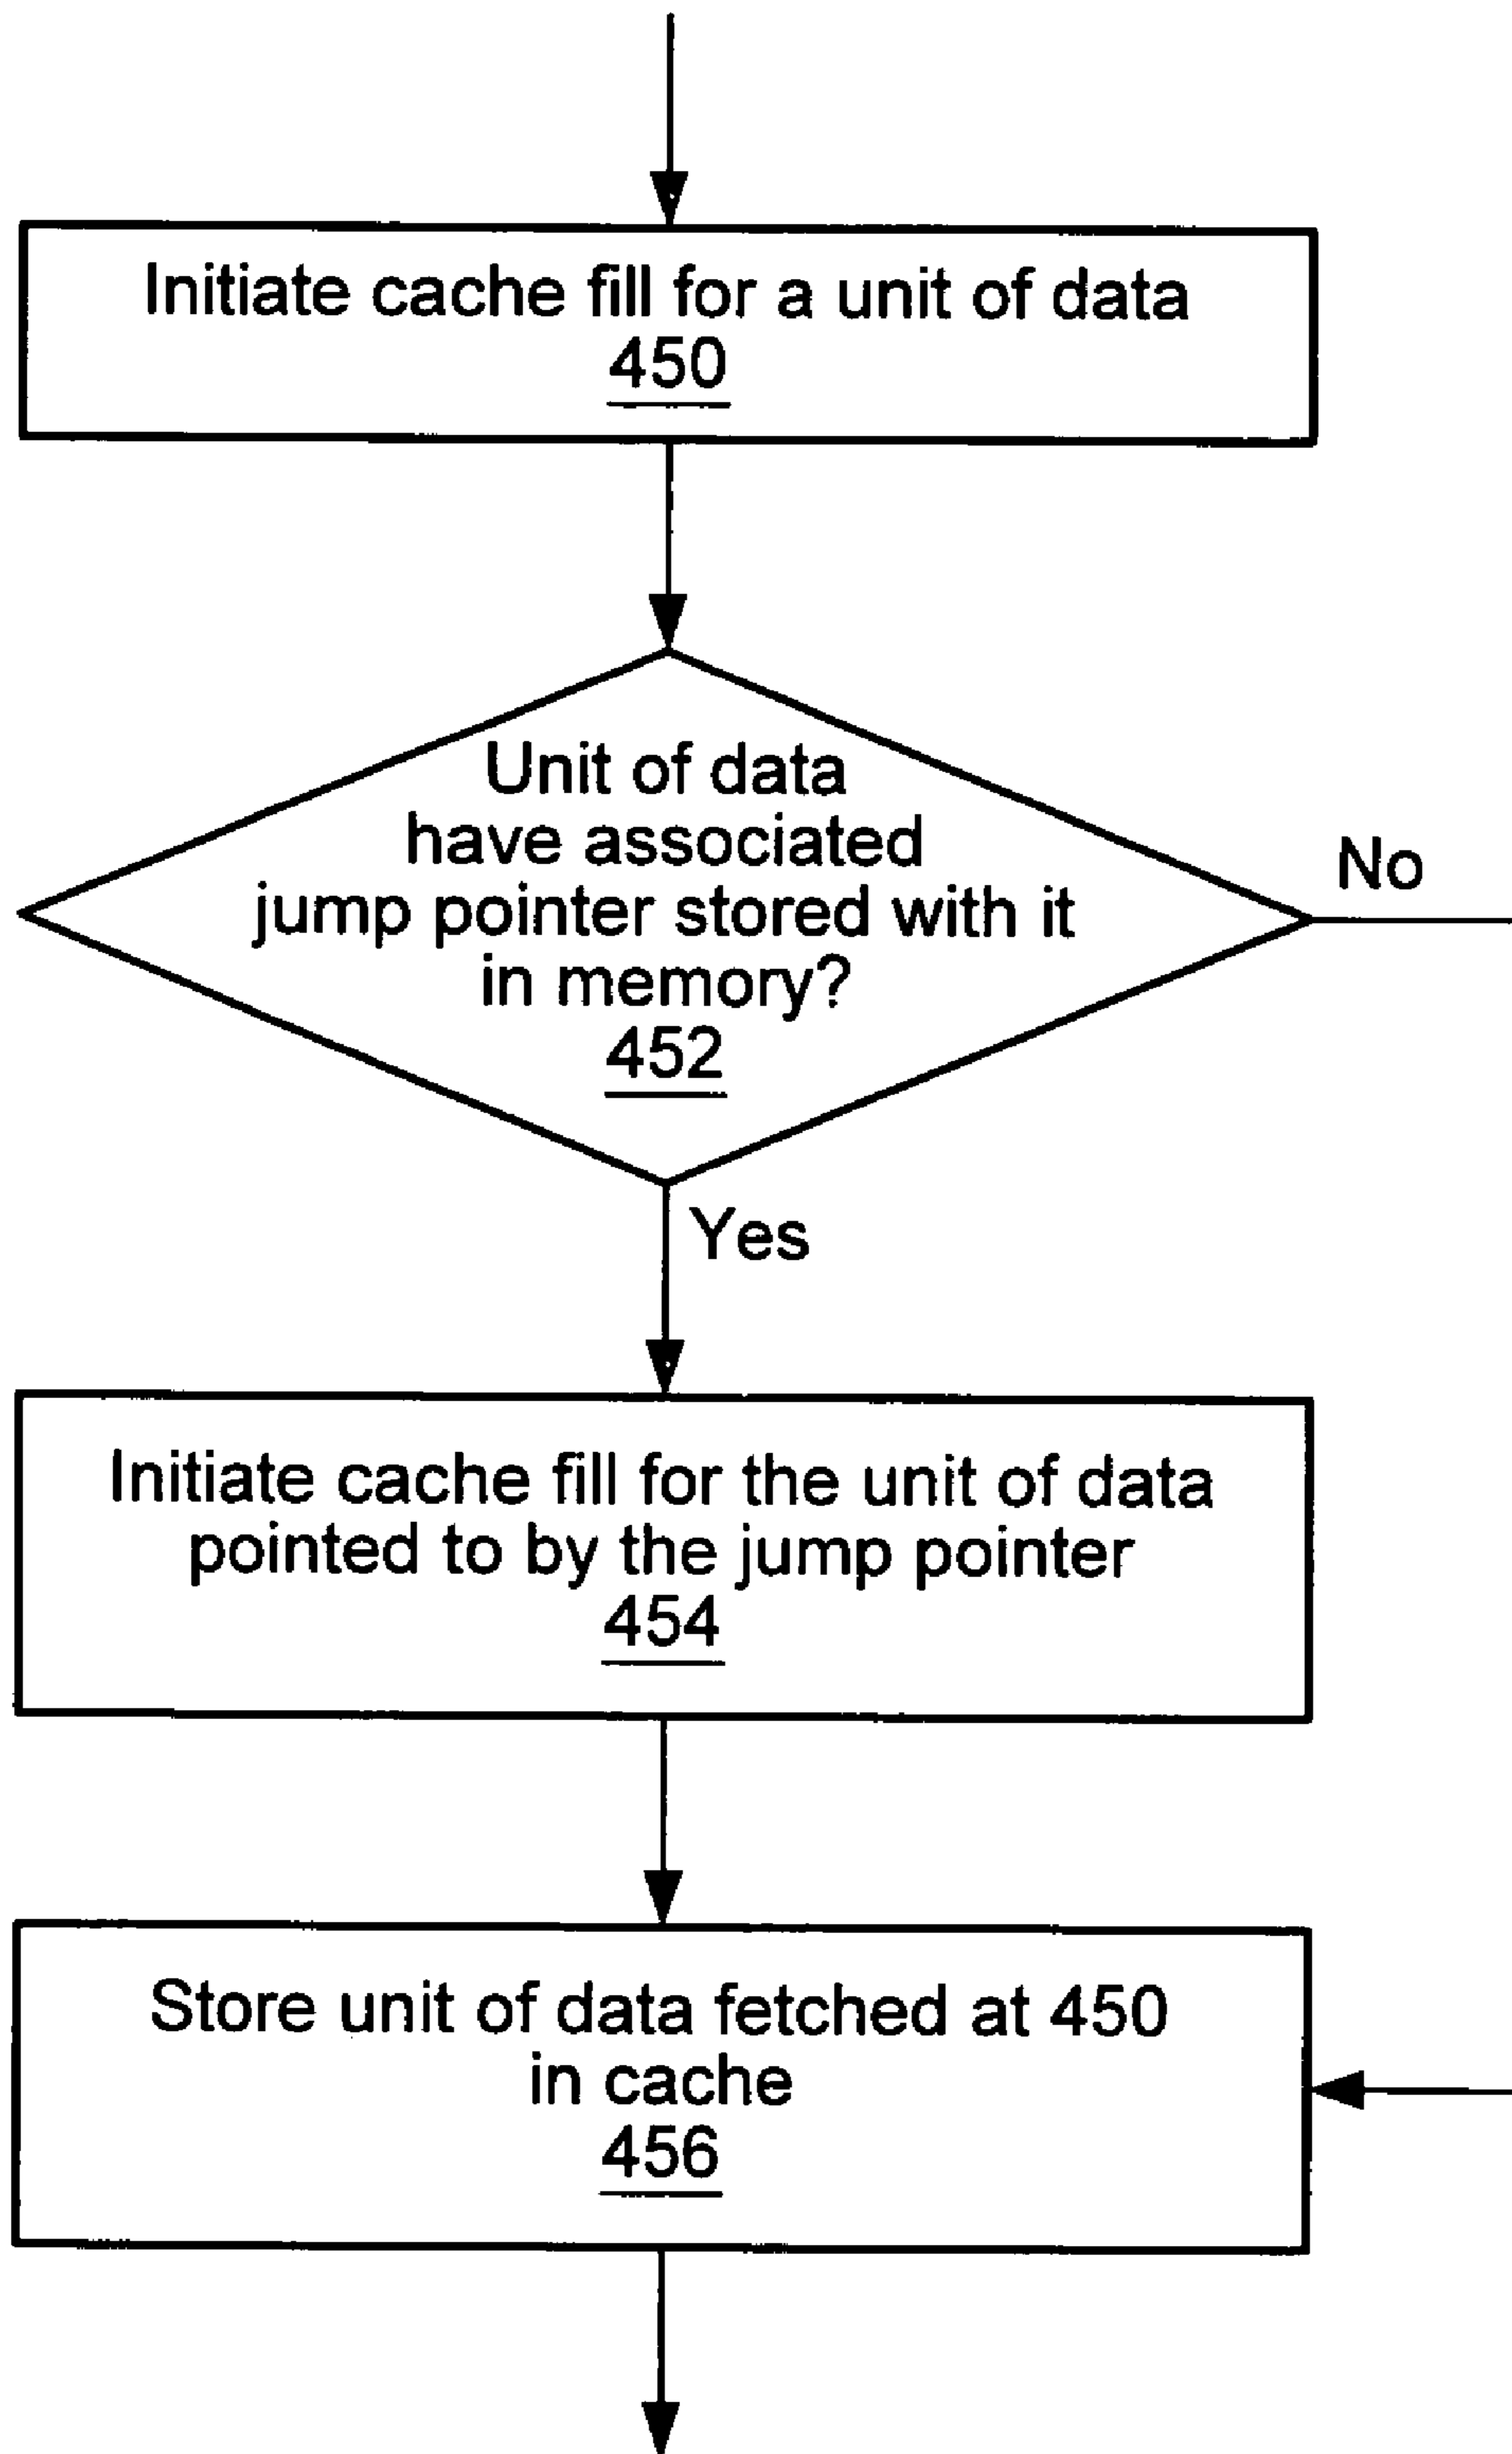 Initiate cache fill for a unit of data
450
Unit of data
have associated
jump pointer stored with it
in memory?
452
No
Yes
Initiate cache fill for the unit of data
pointed to by the jump pointer
454
Store unit of data fetched at 450
in cache
456